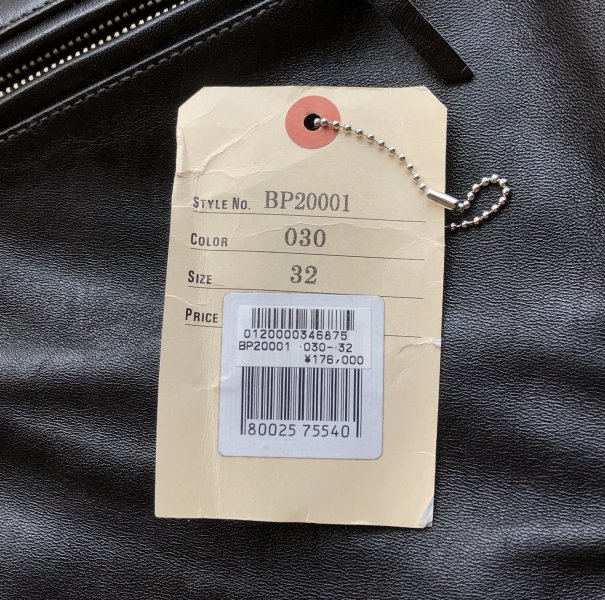 STYLE NO. BP20001
COLOR 030
SIZE 32
PRICE
0120000346875
BP20001 030- 32
¥176,000
80025 75540